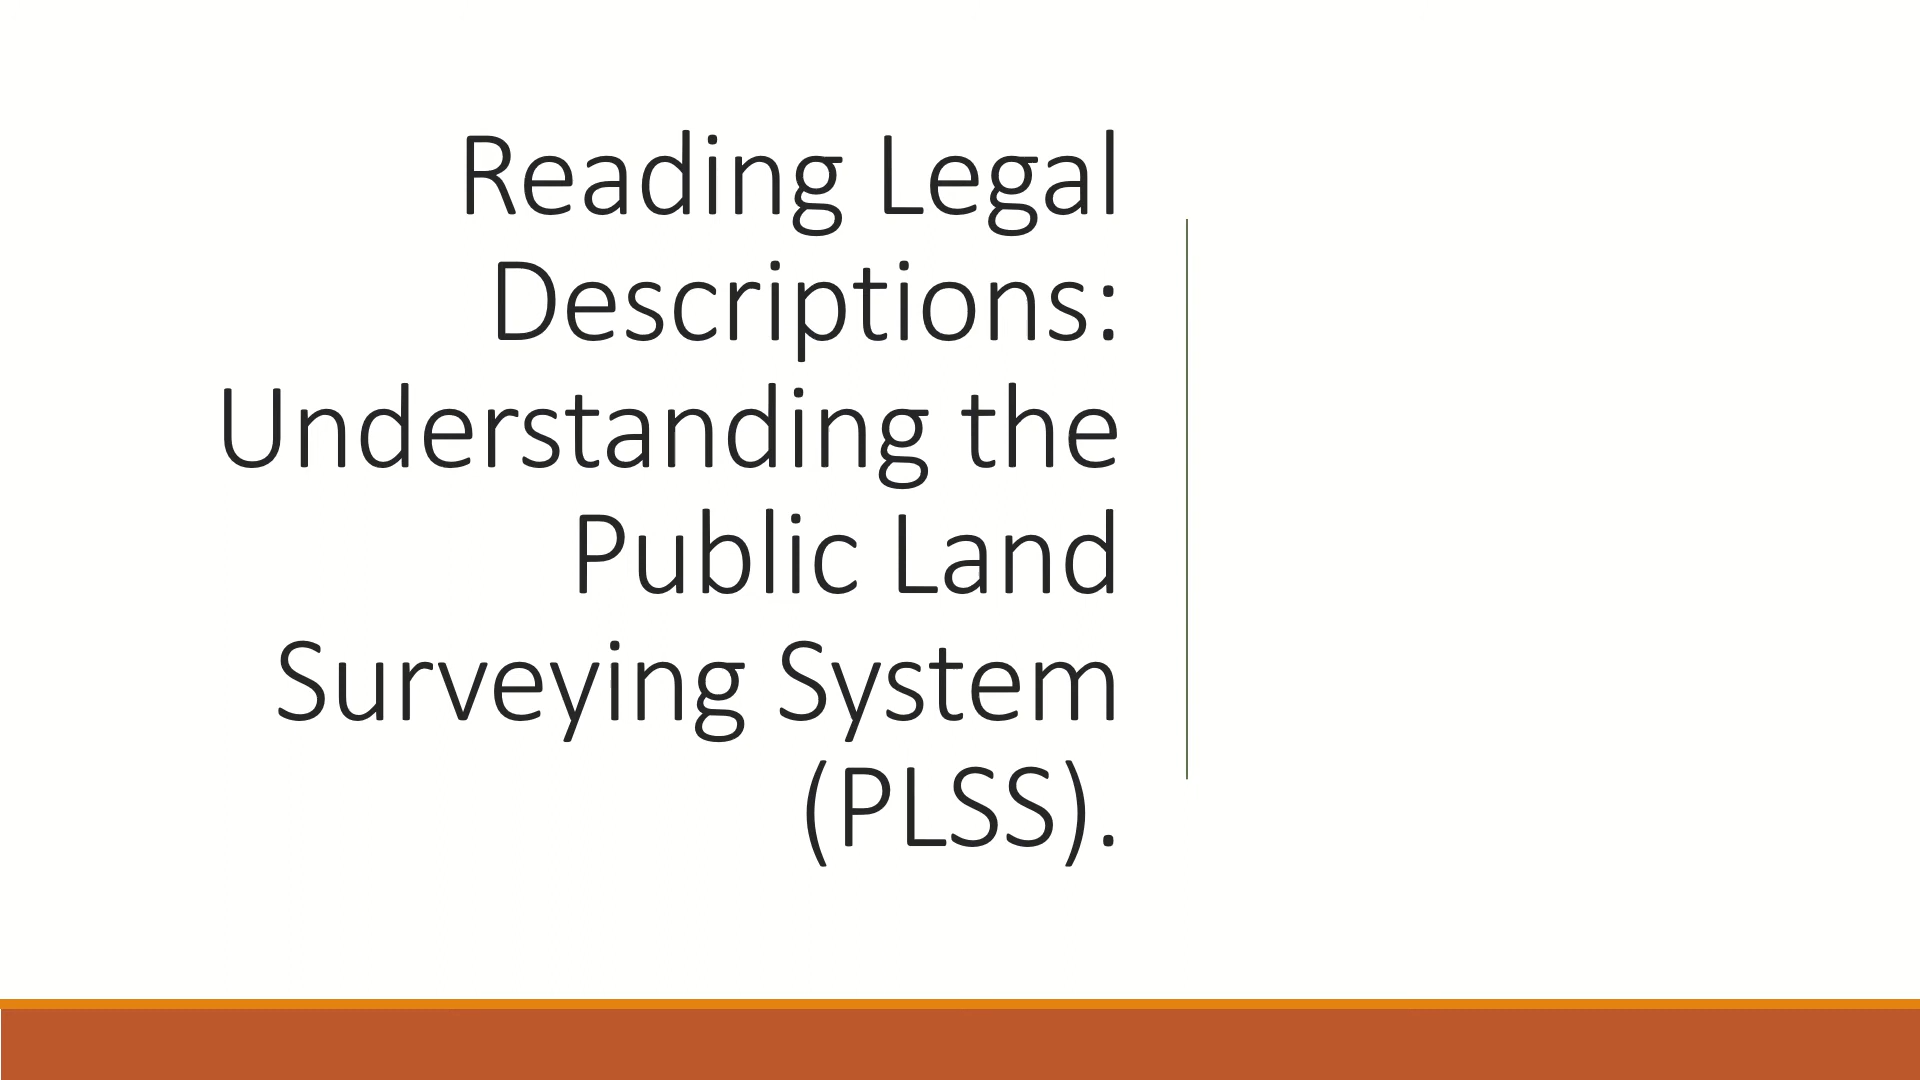 Reading Legal
Descriptions:
Understanding the
Public Land
Surveying System
(PLSS).